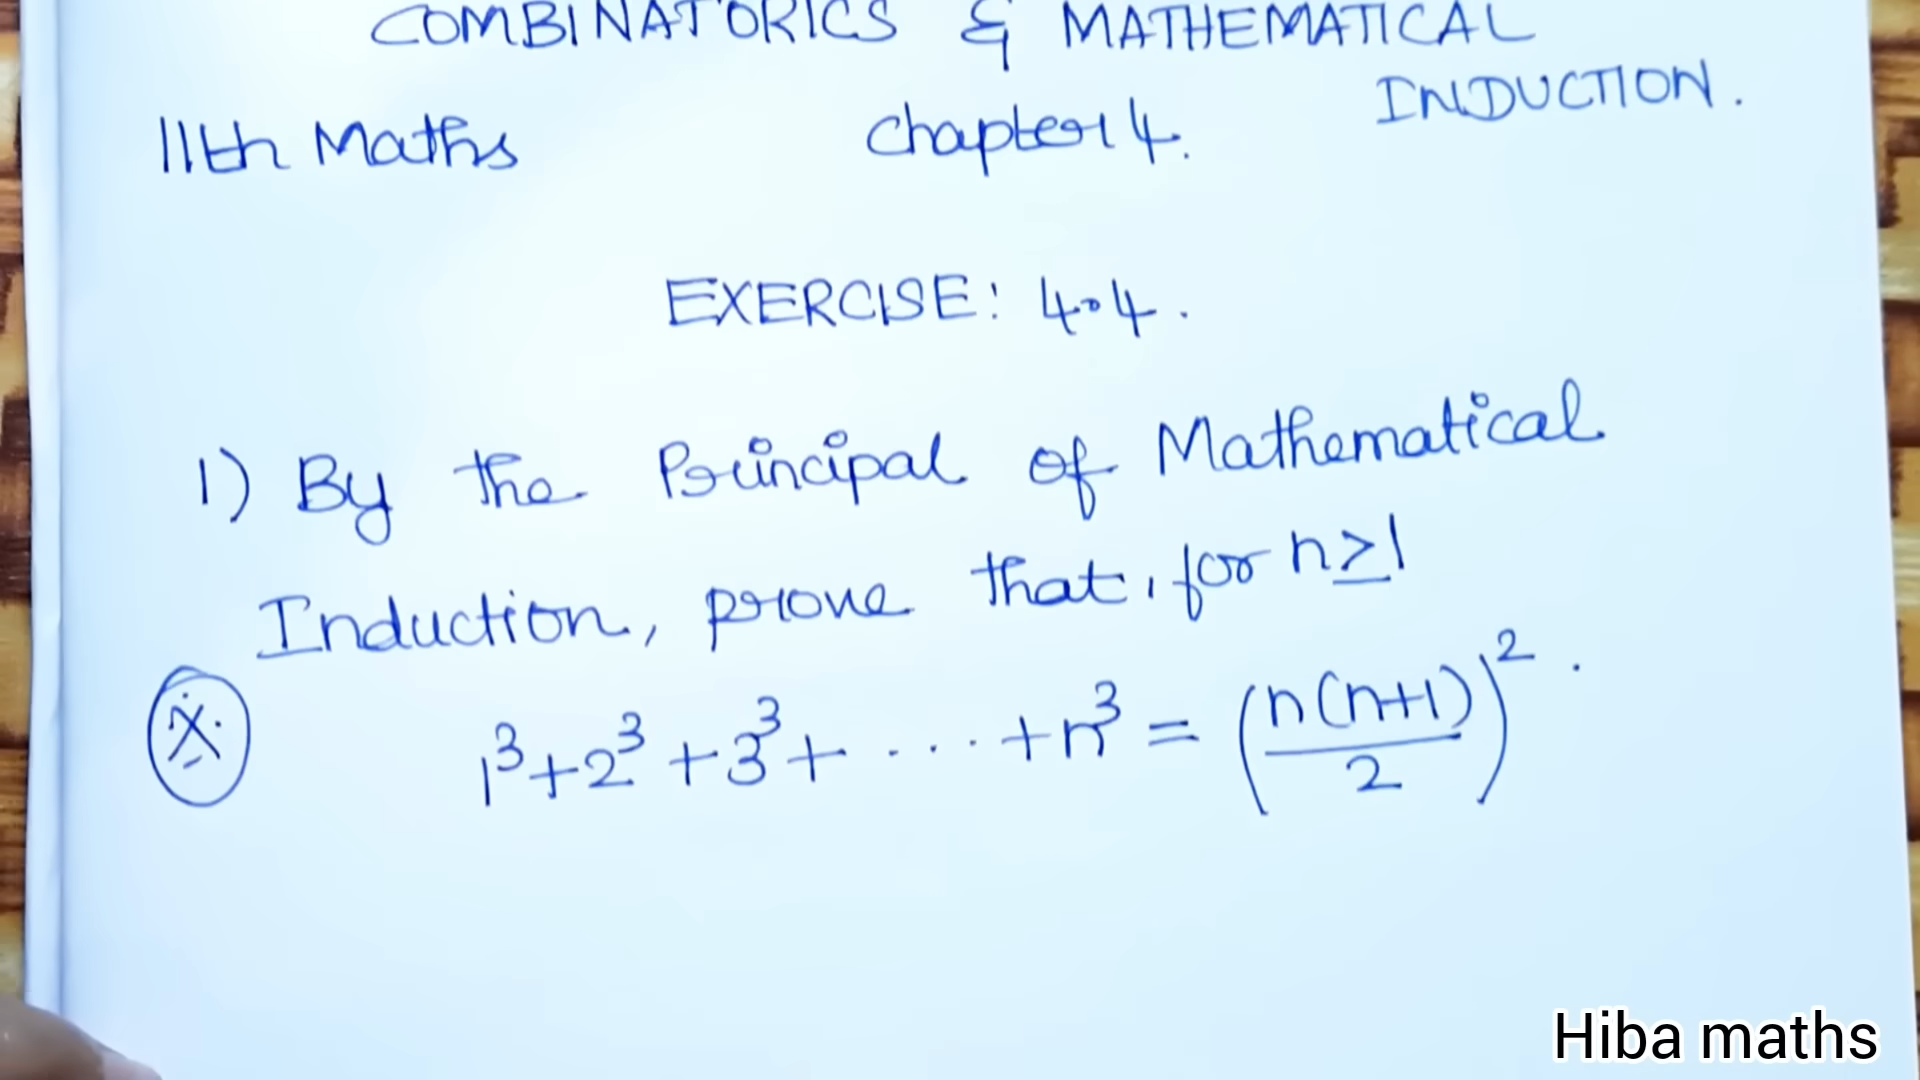 COMBINATORICS & MATHEMATICAL
INDUCTION.
11th Maths Chapter 4.
EXERCISE: 4.4.
1) By the Principal of Mathematical
Induction, prove that, for n≥1
1³+2³+3³+ ....+n³ = (n(n+1)/2)².
Hiba maths